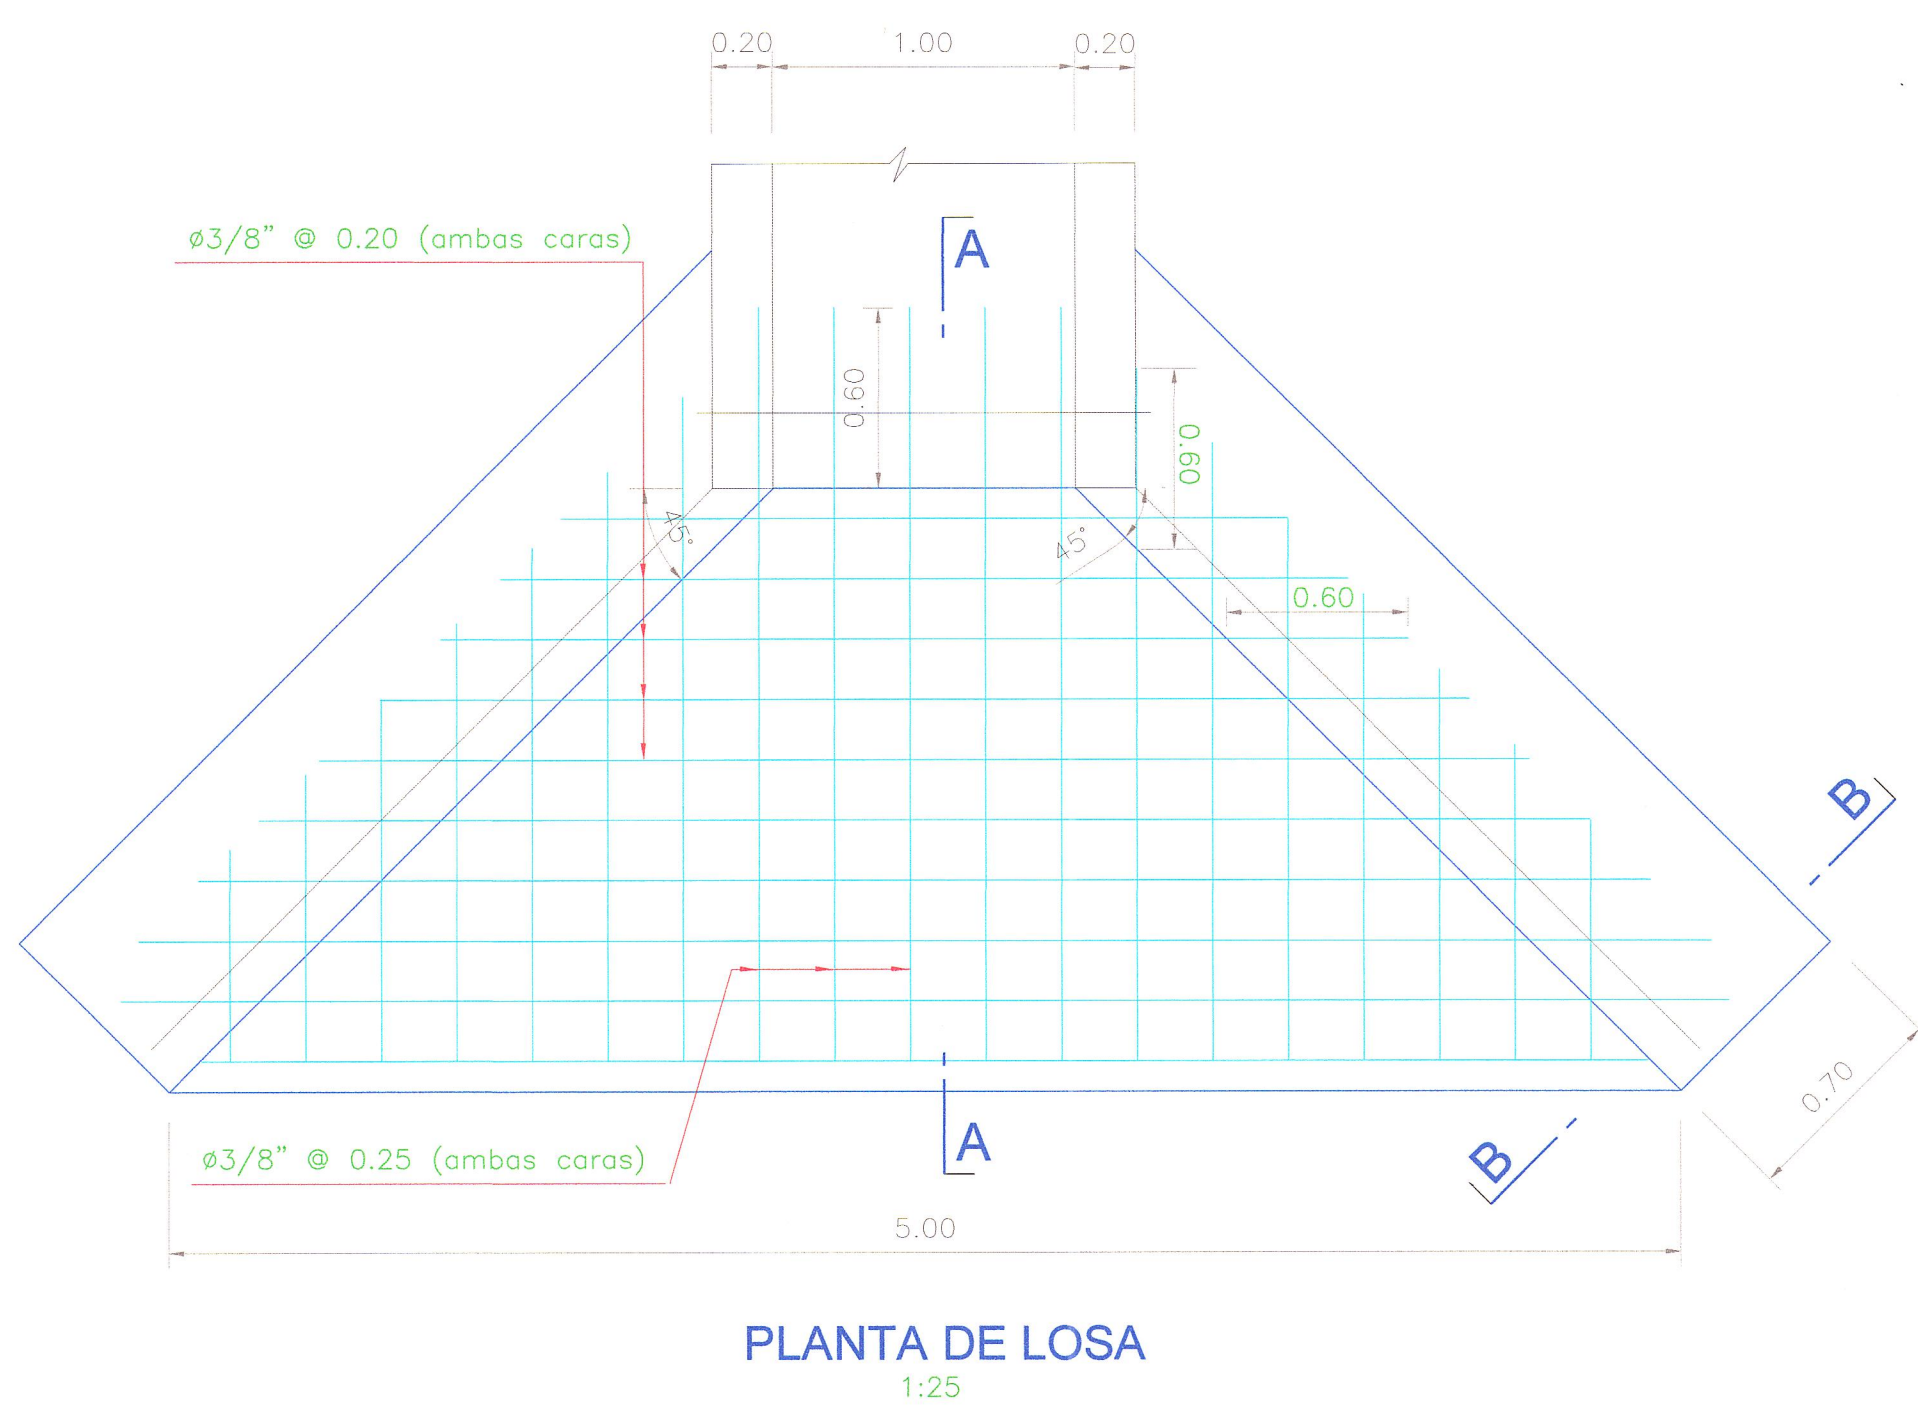 0.20 1.00 0.20
ø3/8” @ 0.20 (ambas caras)
A
0.60
0.60
45°
45°
0.60
B
0.70
A
B
ø3/8” @ 0.25 (ambas caras)
5.00
PLANTA DE LOSA
1:25